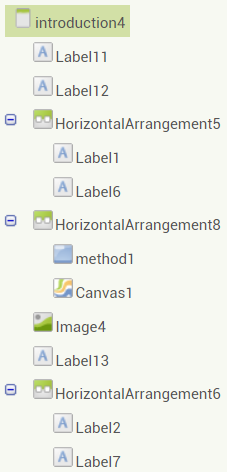 introduction4
Label11
Label12
HorizontalArrangement5
Label1
Label6
HorizontalArrangement8
method1
Canvas1
Image4
Label13
HorizontalArrangement6
Label2
Label7